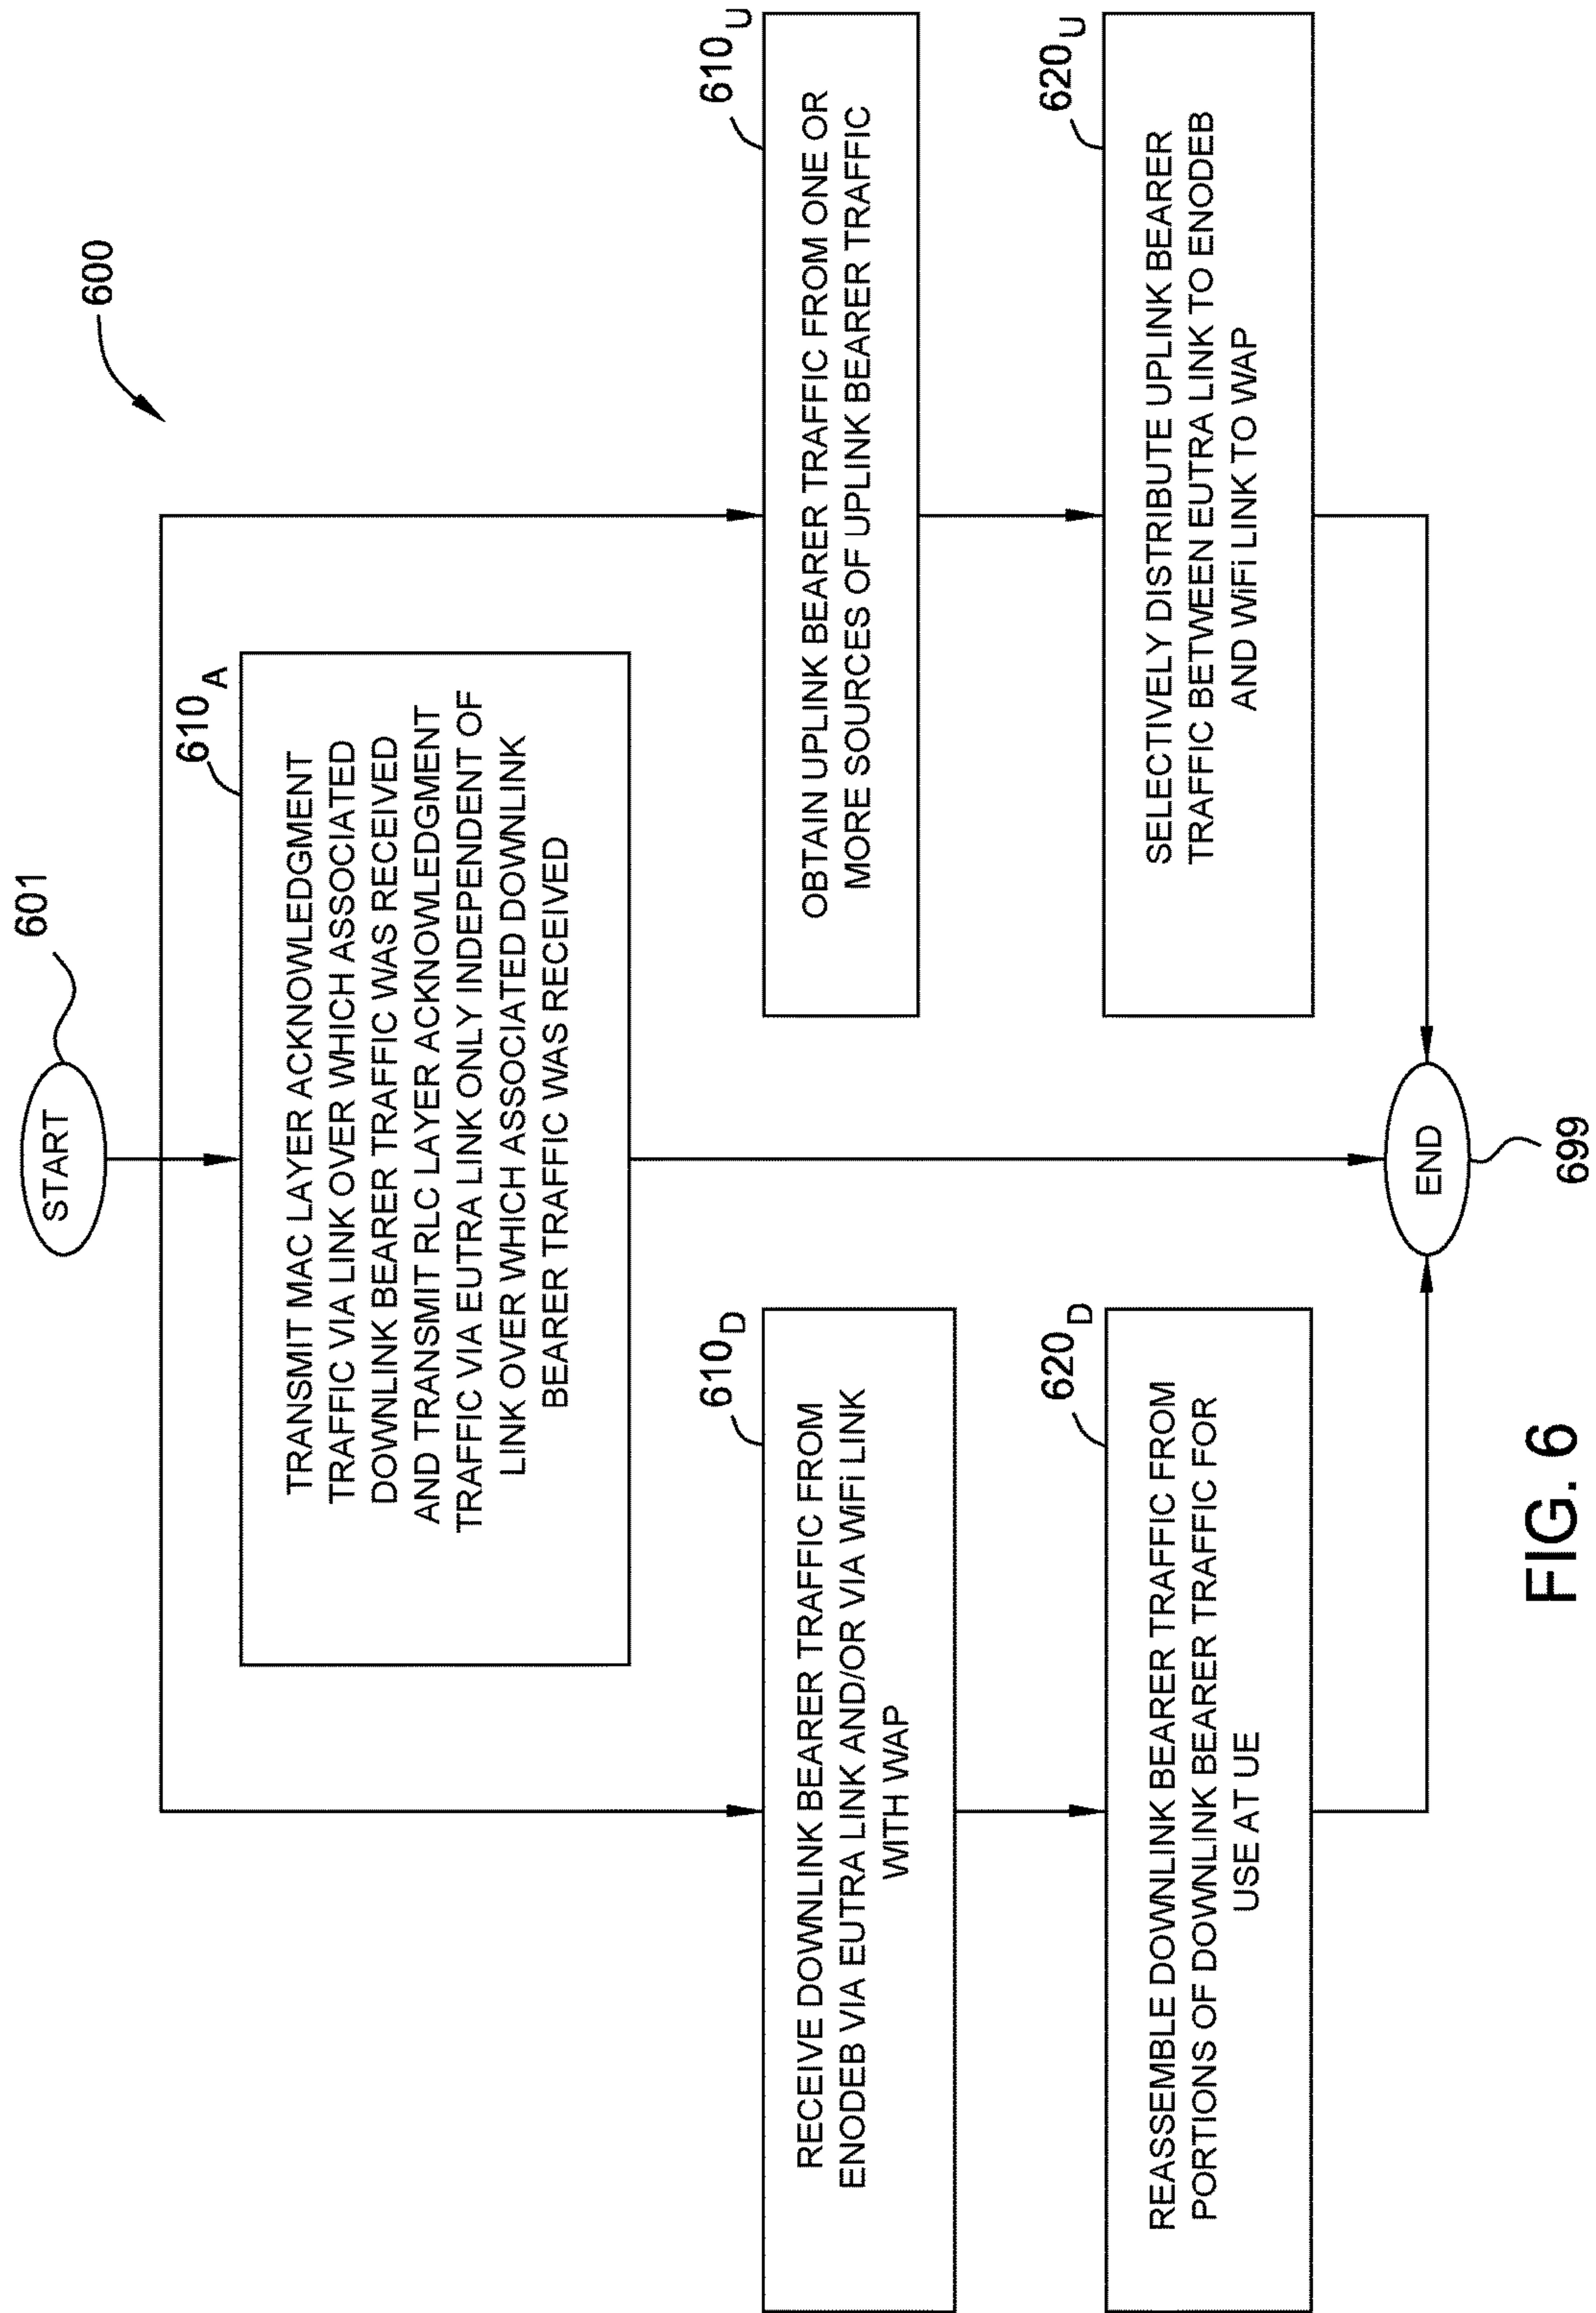 600
601
START
610A
TRANSMIT MAC LAYER ACKNOWLEDGMENT
TRAFFIC VIA LINK OVER WHICH ASSOCIATED
DOWNLINK BEARER TRAFFIC WAS RECEIVED
AND TRANSMIT RLC LAYER ACKNOWLEDGMENT
TRAFFIC VIA EUTRA LINK ONLY INDEPENDENT OF
LINK OVER WHICH ASSOCIATED DOWNLINK
BEARER TRAFFIC WAS RECEIVED
610D
RECEIVE DOWNLINK BEARER TRAFFIC FROM
ENODEB VIA EUTRA LINK AND/OR VIA WiFi LINK
WITH WAP
610U
OBTAIN UPLINK BEARER TRAFFIC FROM ONE OR
MORE SOURCES OF UPLINK BEARER TRAFFIC
620D
REASSEMBLE DOWNLINK BEARER TRAFFIC FROM
PORTIONS OF DOWNLINK BEARER TRAFFIC FOR
USE AT UE
620U
SELECTIVELY DISTRIBUTE UPLINK BEARER
TRAFFIC BETWEEN EUTRA LINK TO ENODEB
AND WiFi LINK TO WAP
END
699
FIG. 6